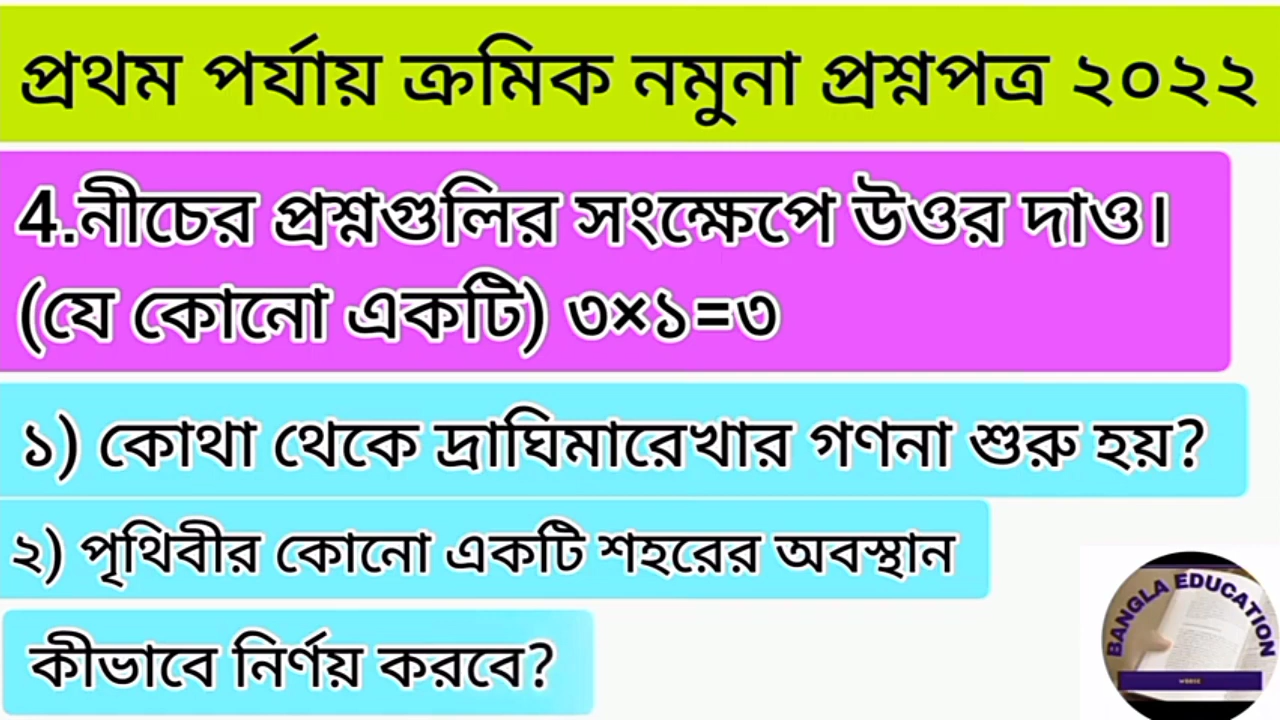 প্রথম পর্যায় ক্রমিক নমুনা প্রশ্নপত্র ২০২২
4.নীচের প্রশ্নগুলির সংক্ষেপে উওর দাও।
(যে কোনো একটি) ৩×১=৩
১) কোথা থেকে দ্রাঘিমারেখার গণনা শুরু হয়?
২) পৃথিবীর কোনো একটি শহরের অবস্থান
কীভাবে নির্ণয় করবে?
BANGLA EDUCATION
WBBSE